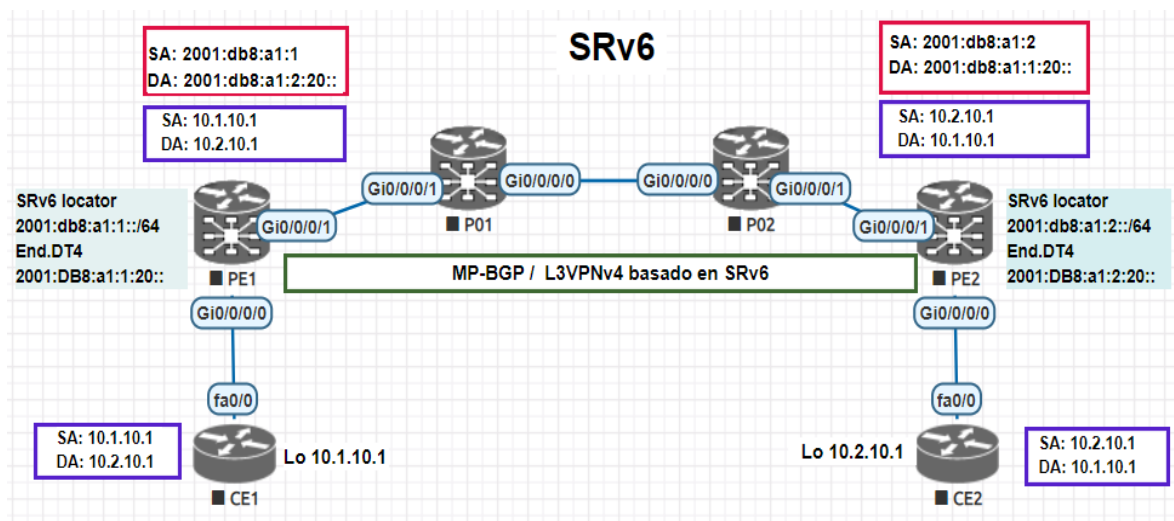 SRv6
SA: 2001:db8:a1:1
DA: 2001:db8:a1:2:20::
SA: 10.1.10.1
DA: 10.2.10.1
SA: 2001:db8:a1:2
DA: 2001:db8:a1:1:20::
SA: 10.2.10.1
DA: 10.1.10.1
SRv6 locator
2001:db8:a1:1::/64
End.DT4
2001:DB8:a1:1:20::
PE1
Gi0/0/0/1
Gi0/0/0/1
P01
Gi0/0/0/0
Gi0/0/0/0
P02
Gi0/0/0/1
Gi0/0/0/1
PE2
SRv6 locator
2001:db8:a1:2::/64
End.DT4
2001:DB8:a1:2:20::
MP-BGP / L3VPNv4 basado en SRv6
Gi0/0/0/0
Gi0/0/0/0
fa0/0
fa0/0
SA: 10.1.10.1
DA: 10.2.10.1
Lo 10.1.10.1
CE1
Lo 10.2.10.1
CE2
SA: 10.2.10.1
DA: 10.1.10.1